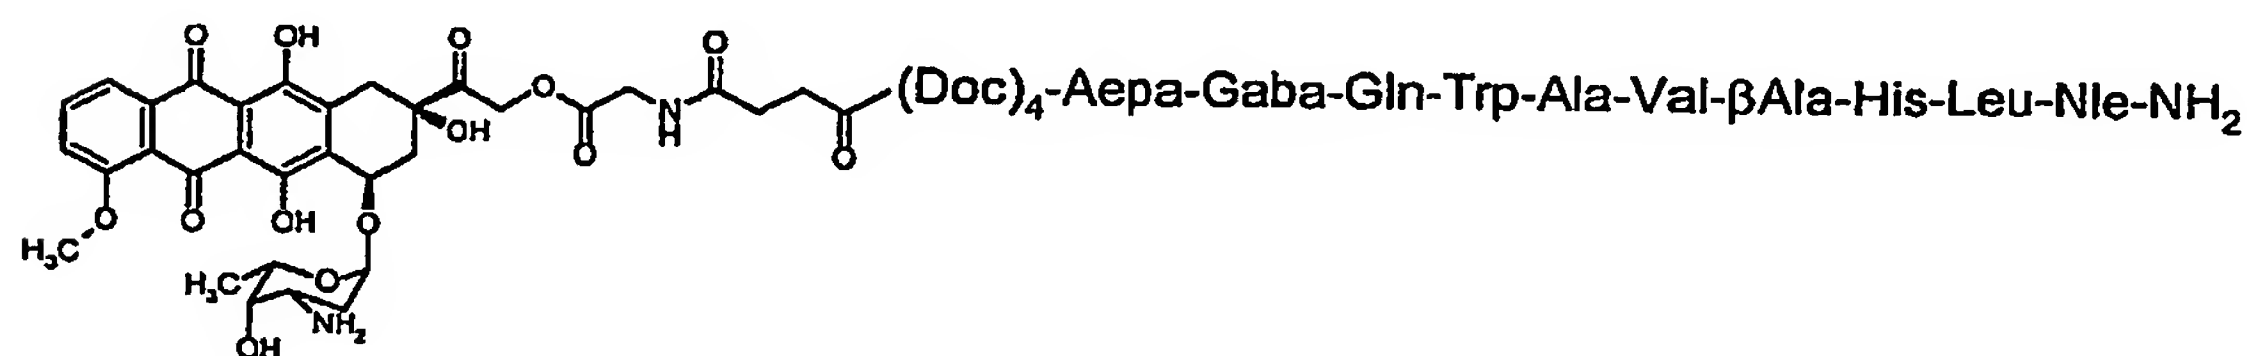 O
OH
O
O
O
(Doc)₄-Aepa-Gaba-Gln-Trp-Ala-Val-βAla-His-Leu-Nle-NH₂
OH
O
N
H
O
O
O
OH
O
H₃C
O
H₃C
O
NH₂
OH